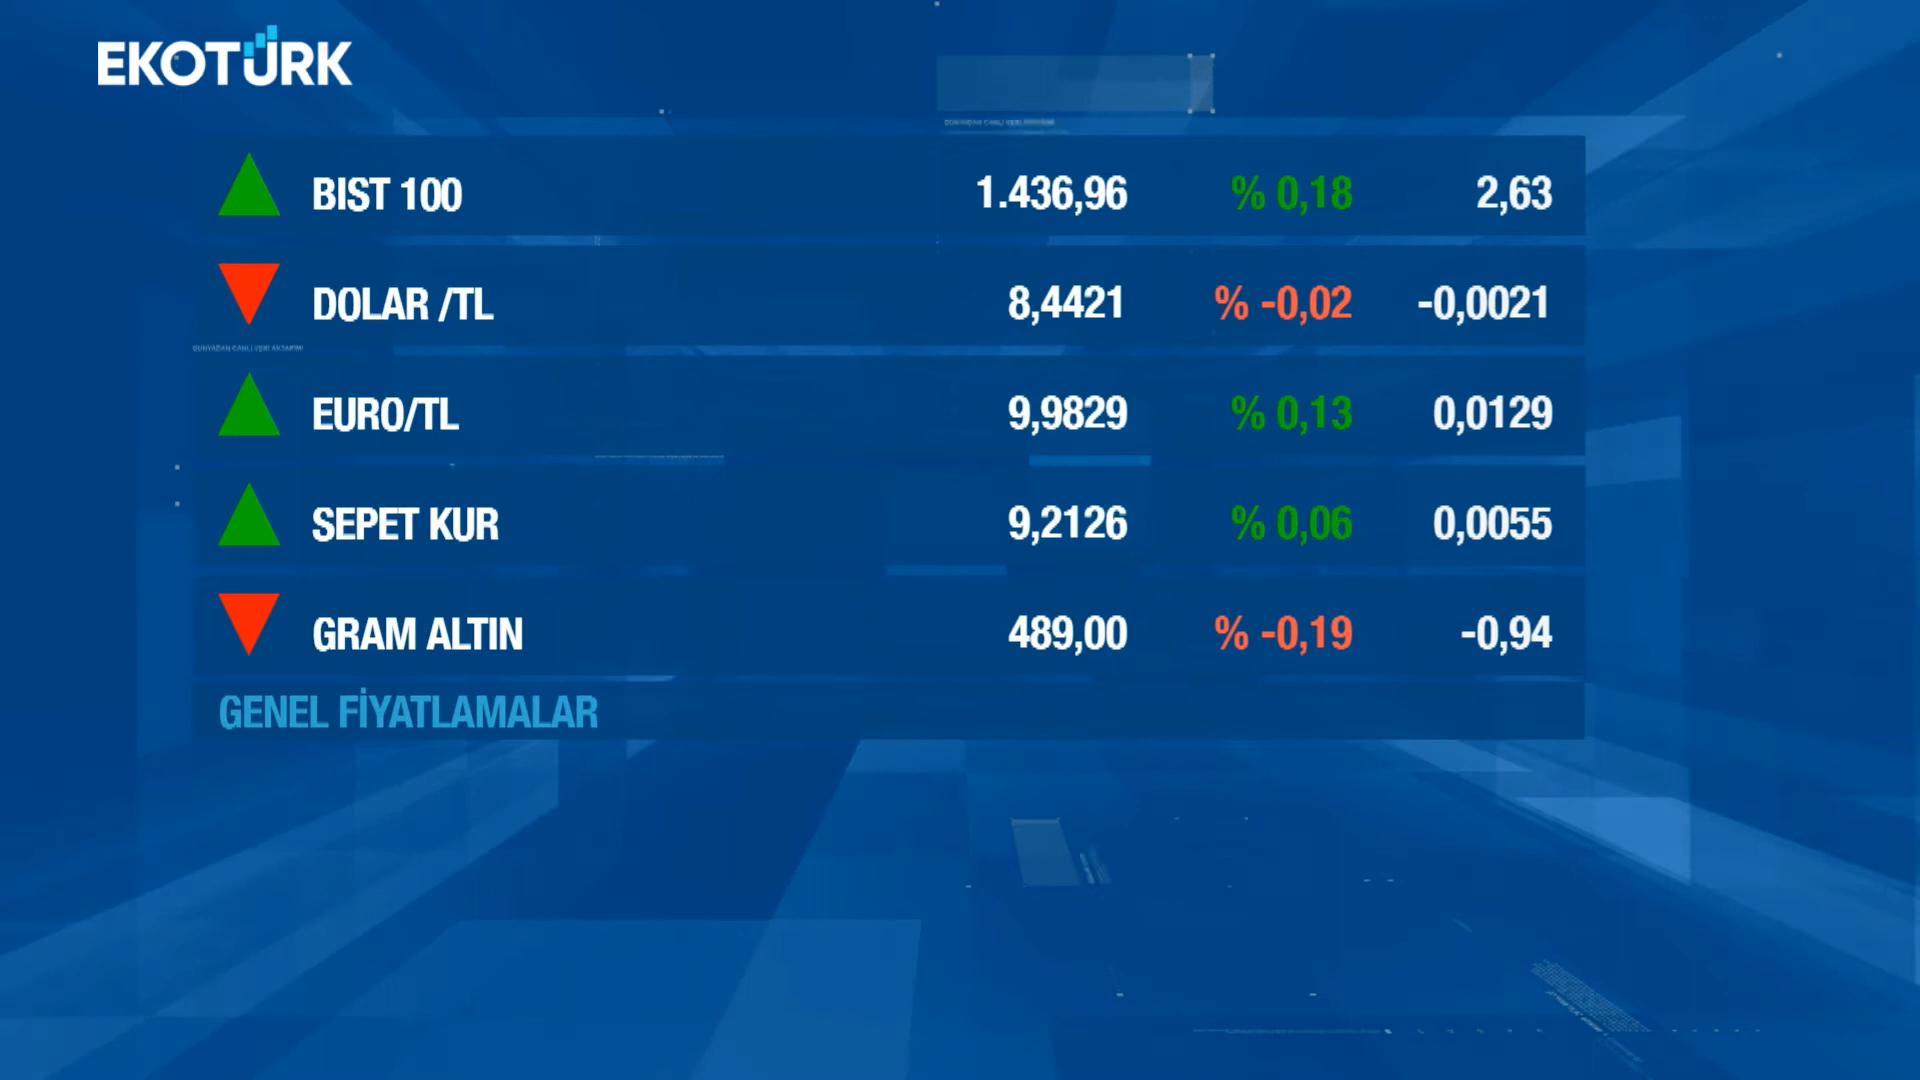 EKOTÜRK
BIST 100 1.436,96 % 0,18 2,63
DOLAR /TL 8,4421 % -0,02 -0,0021
EURO/TL 9,9829 % 0,13 0,0129
SEPET KUR 9,2126 % 0,06 0,0055
GRAM ALTIN 489,00 % -0,19 -0,94
GENEL FİYATLAMALAR